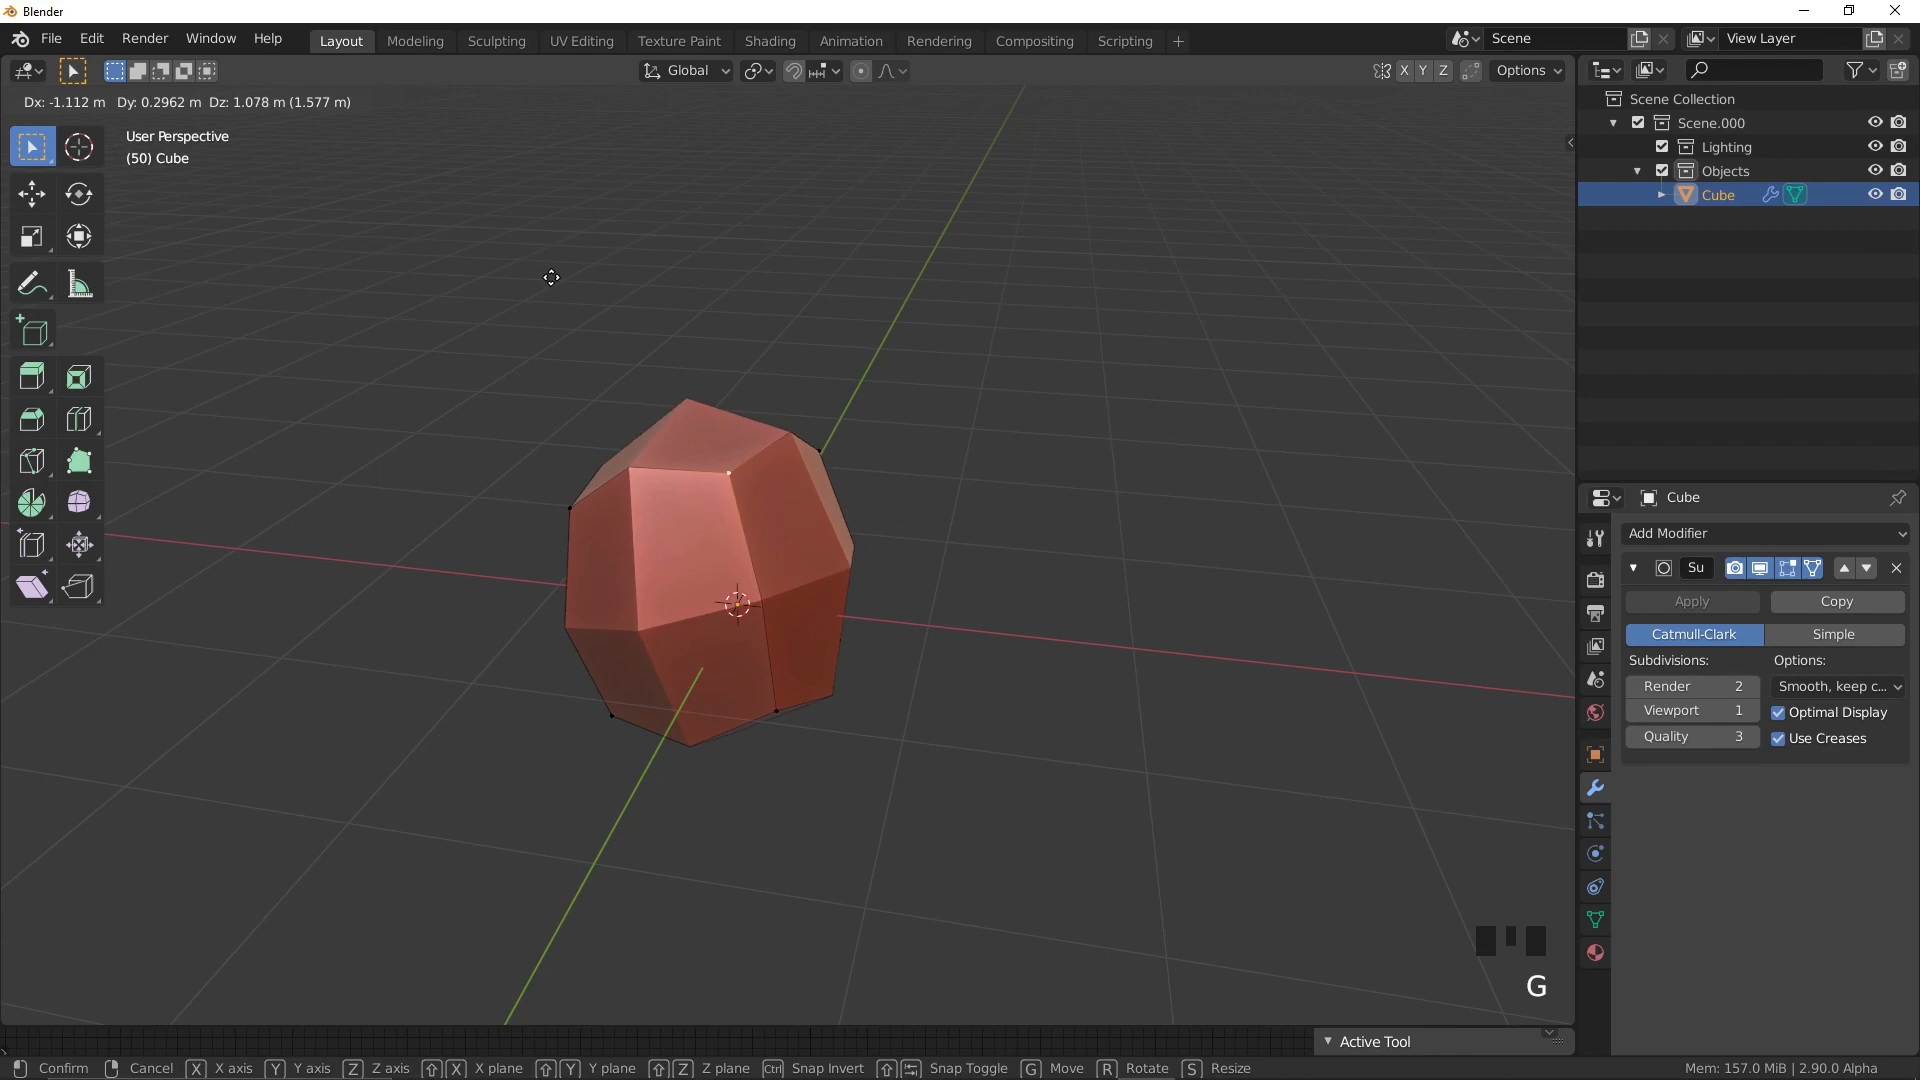 Blender
File Edit Render Window Help Layout Modeling Sculpting UV Editing Texture Paint Shading Animation Rendering Compositing Scripting + Scene View Layer
Global X Y Z Options
Dx: -1.112 m Dy: 0.2962 m Dz: 1.078 m (1.577 m)
User Perspective
(50) Cube
Scene Collection
Scene.000
Lighting
Objects
Cube
Cube
Add Modifier
Su
Apply Copy
Catmull-Clark Simple
Subdivisions: Options:
Render 2 Smooth, keep c...
Viewport 1 Optimal Display
Quality 3 Use Creases
G
Active Tool
Confirm Cancel X X axis Y Y axis Z Z axis X X plane Y Y plane Z Z plane Ctrl Snap Invert Snap Toggle G Move R Rotate S Resize Mem: 157.0 MiB | 2.90.0 Alpha